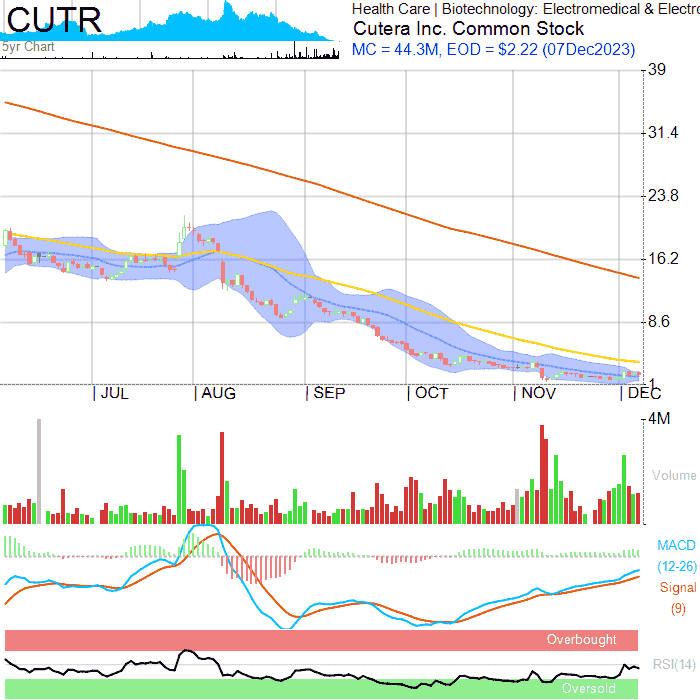 CUTR
5yr Chart
Health Care | Biotechnology: Electromedical & Electro
Cutera Inc. Common Stock
MC = 44.3M, EOD = $2.22 (07Dec2023)
39
31.4
23.8
16.2
8.6
1
JUL
AUG
SEP
OCT
NOV
DEC
4M
Volume
MACD
(12-26)
Signal
(9)
Overbought
RSI(14)
Oversold